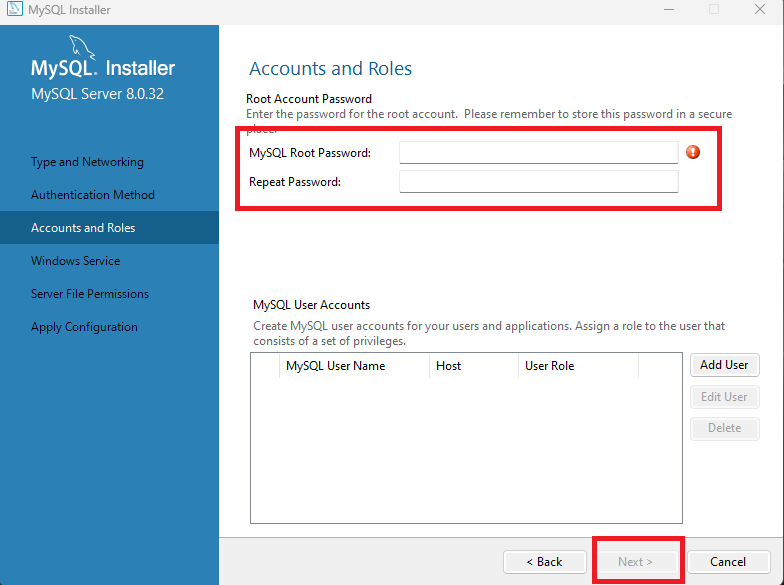 MySQL Installer
MySQL. Installer
MySQL Server 8.0.32
Type and Networking
Authentication Method
Accounts and Roles
Windows Service
Server File Permissions
Apply Configuration
Accounts and Roles
Root Account Password
Enter the password for the root account. Please remember to store this password in a secure
place.
MySQL Root Password:
Repeat Password:
MySQL User Accounts
Create MySQL user accounts for your users and applications. Assign a role to the user that
consists of a set of privileges.
MySQL User Name Host User Role
Add User
Edit User
Delete
< Back Next > Cancel